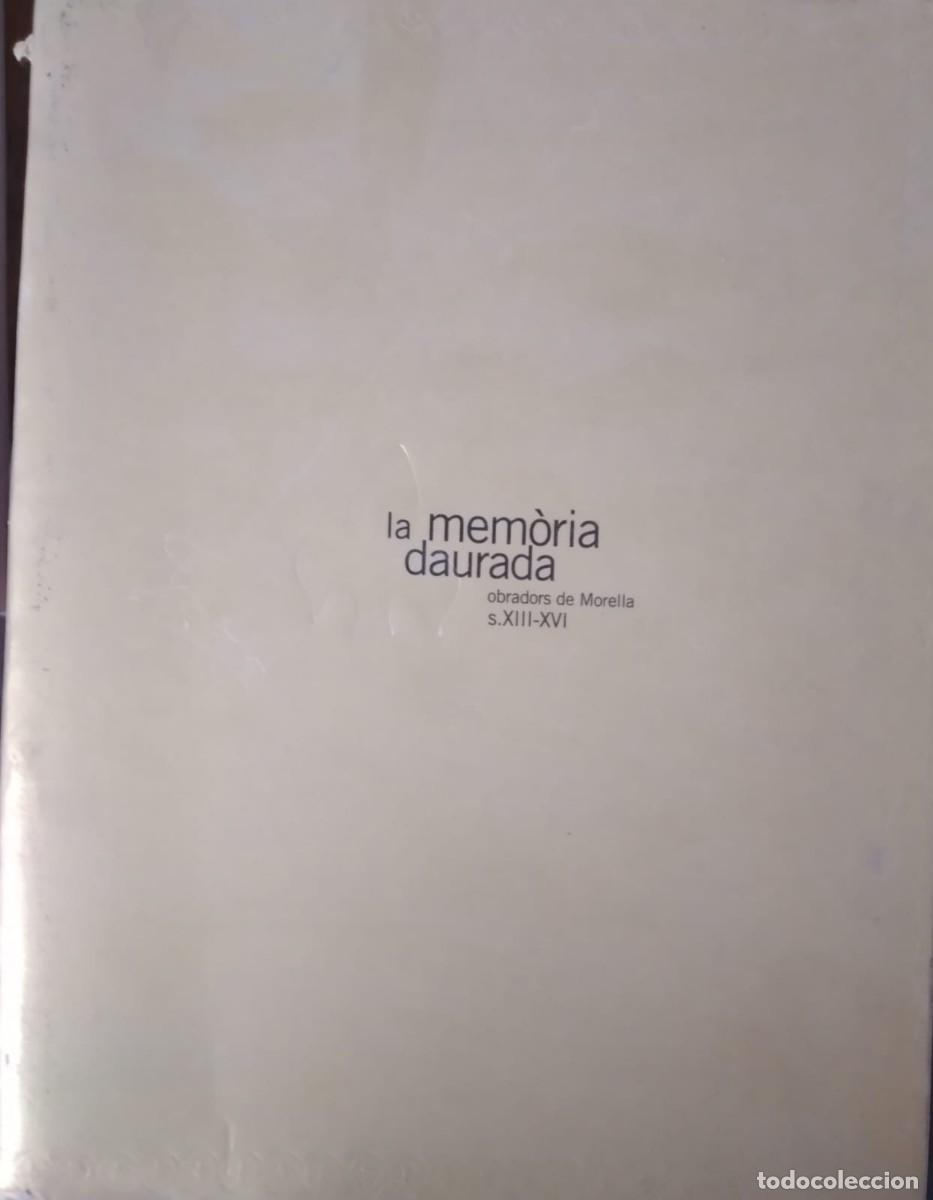 la memòria
daurada
obradors de Morella
s.XIII-XVI
todocoleccion